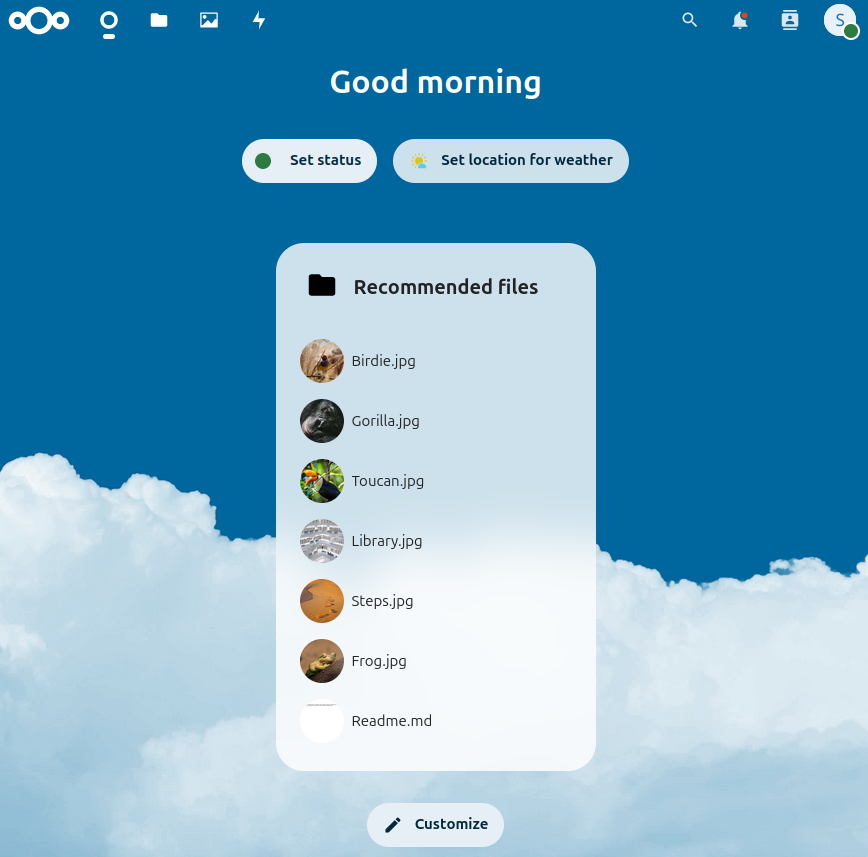 S
Good morning
Set status
Set location for weather
Recommended files
Birdie.jpg
Gorilla.jpg
Toucan.jpg
Library.jpg
Steps.jpg
Frog.jpg
Readme.md
Customize